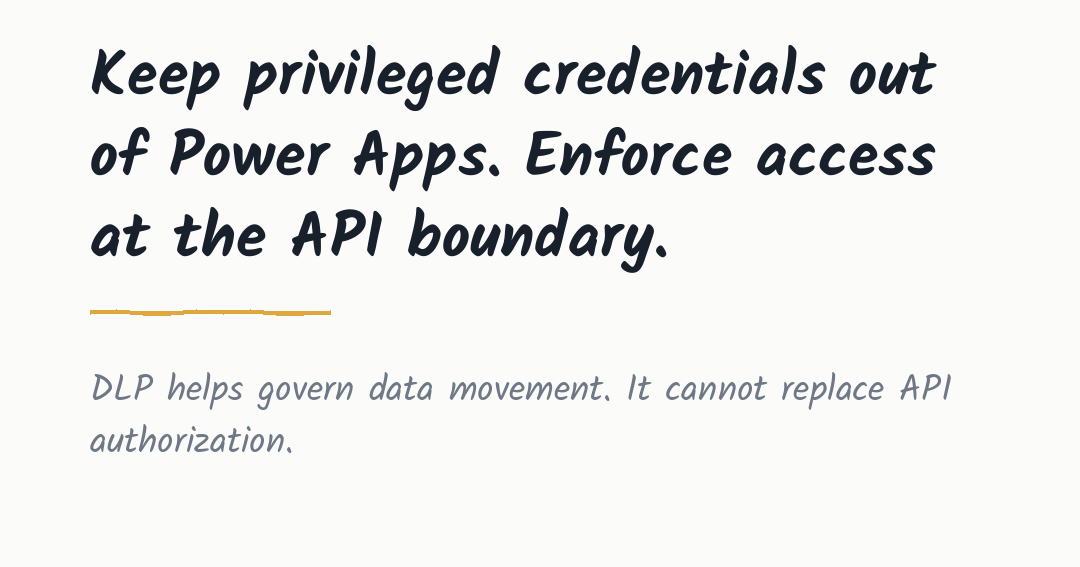 Keep privileged credentials out
of Power Apps. Enforce access
at the API boundary.
DLP helps govern data movement. It cannot replace API
authorization.